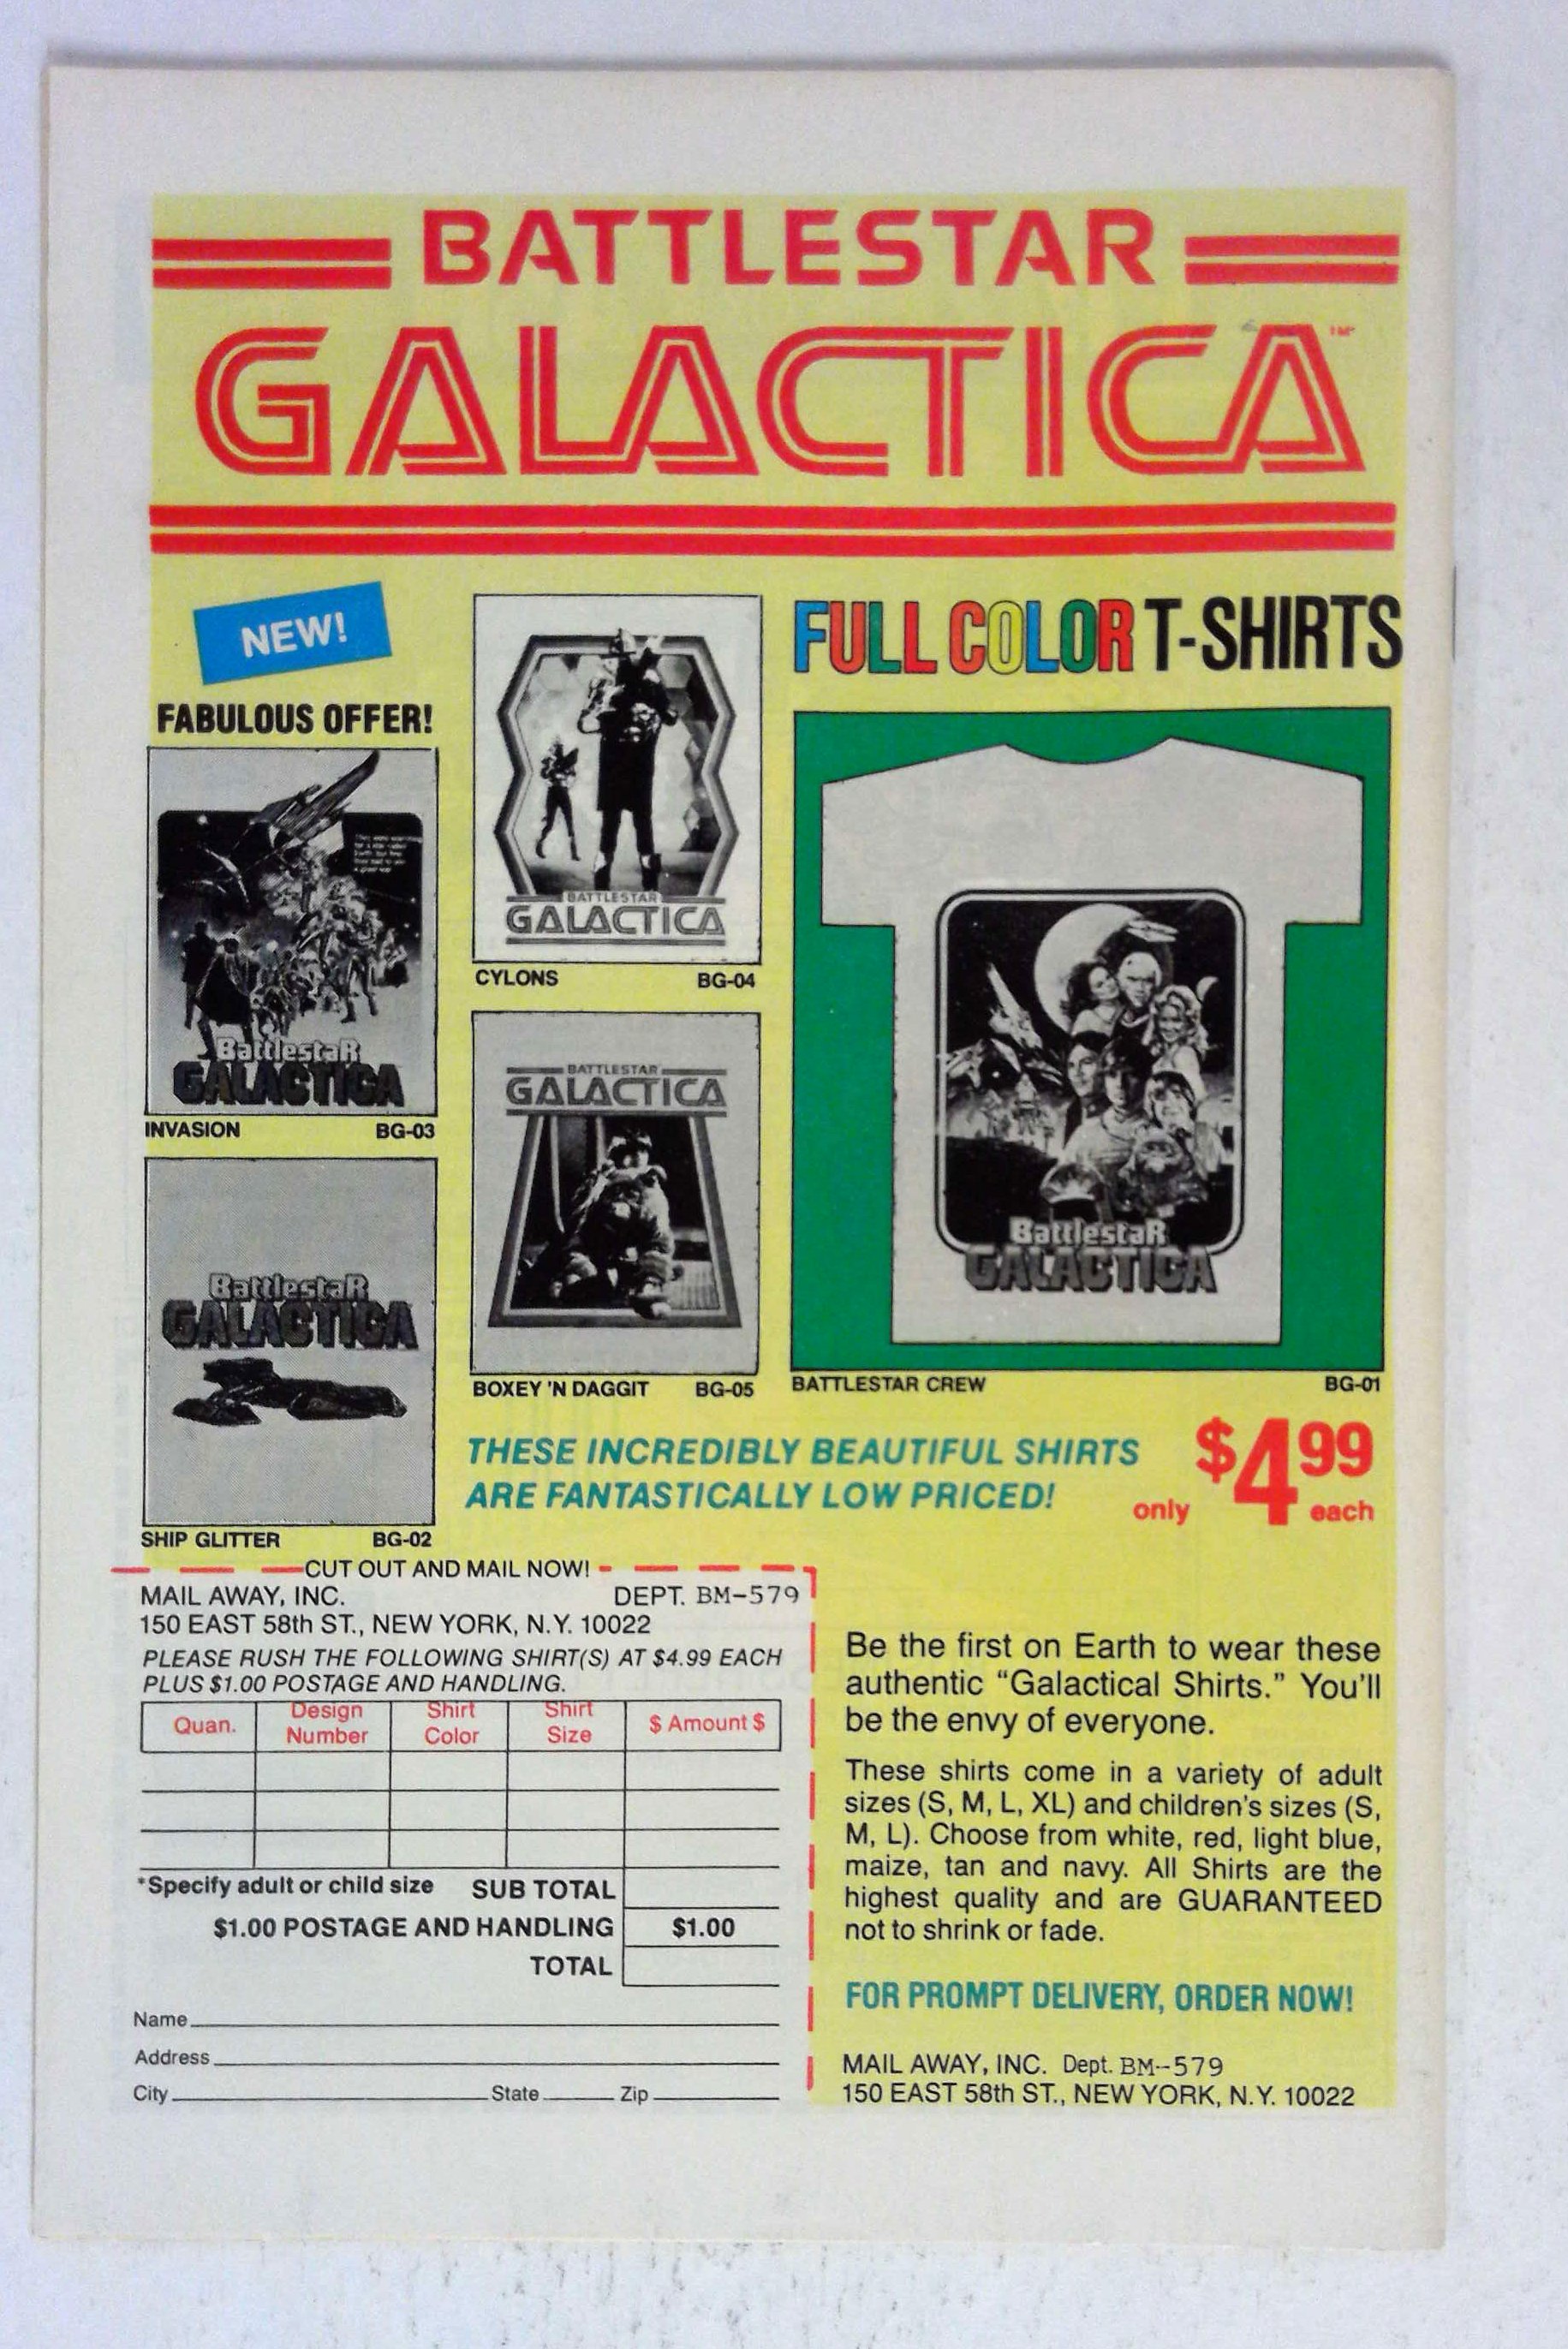 BATTLESTAR
GALACTICA™
NEW!
FABULOUS OFFER!
FULL COLOR T-SHIRTS
Battlestar
GALACTICA
INVASION BG-03
BATTLESTAR
GALACTICA
CYLONS BG-04
BattlestaR
GALACTICA
SHIP GLITTER BG-02
BATTLESTAR
GALACTICA
BOXEY 'N DAGGIT BG-05
BattlestaR
GALACTICA
BATTLESTAR CREW BG-01
THESE INCREDIBLY BEAUTIFUL SHIRTS
ARE FANTASTICALLY LOW PRICED!
only $4.99 each
CUT OUT AND MAIL NOW!
MAIL AWAY, INC. DEPT. BM-579
150 EAST 58th ST., NEW YORK, N.Y. 10022
PLEASE RUSH THE FOLLOWING SHIRT(S) AT $4.99 EACH
PLUS $1.00 POSTAGE AND HANDLING.
Quan. Design Number Shirt Color Shirt Size $ Amount $
*Specify adult or child size SUB TOTAL
$1.00 POSTAGE AND HANDLING $1.00
TOTAL
Name
Address
City State Zip
Be the first on Earth to wear these
authentic “Galactical Shirts.” You'll
be the envy of everyone.
These shirts come in a variety of adult
sizes (S, M, L, XL) and children's sizes (S,
M, L). Choose from white, red, light blue,
maize, tan and navy. All Shirts are the
highest quality and are GUARANTEED
not to shrink or fade.
FOR PROMPT DELIVERY, ORDER NOW!
MAIL AWAY, INC. Dept. BM--579
150 EAST 58th ST., NEW YORK, N.Y. 10022